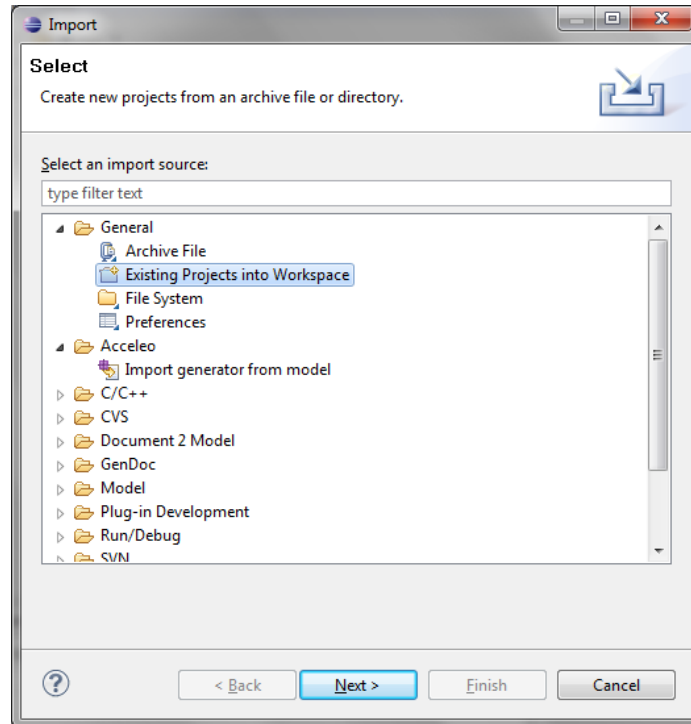 Import
Select
Create new projects from an archive file or directory.
Select an import source:
type filter text
General
Archive File
Existing Projects into Workspace
File System
Preferences
Acceleo
Import generator from model
C/C++
CVS
Document 2 Model
GenDoc
Model
Plug-in Development
Run/Debug
SVN
?
< Back
Next >
Finish
Cancel